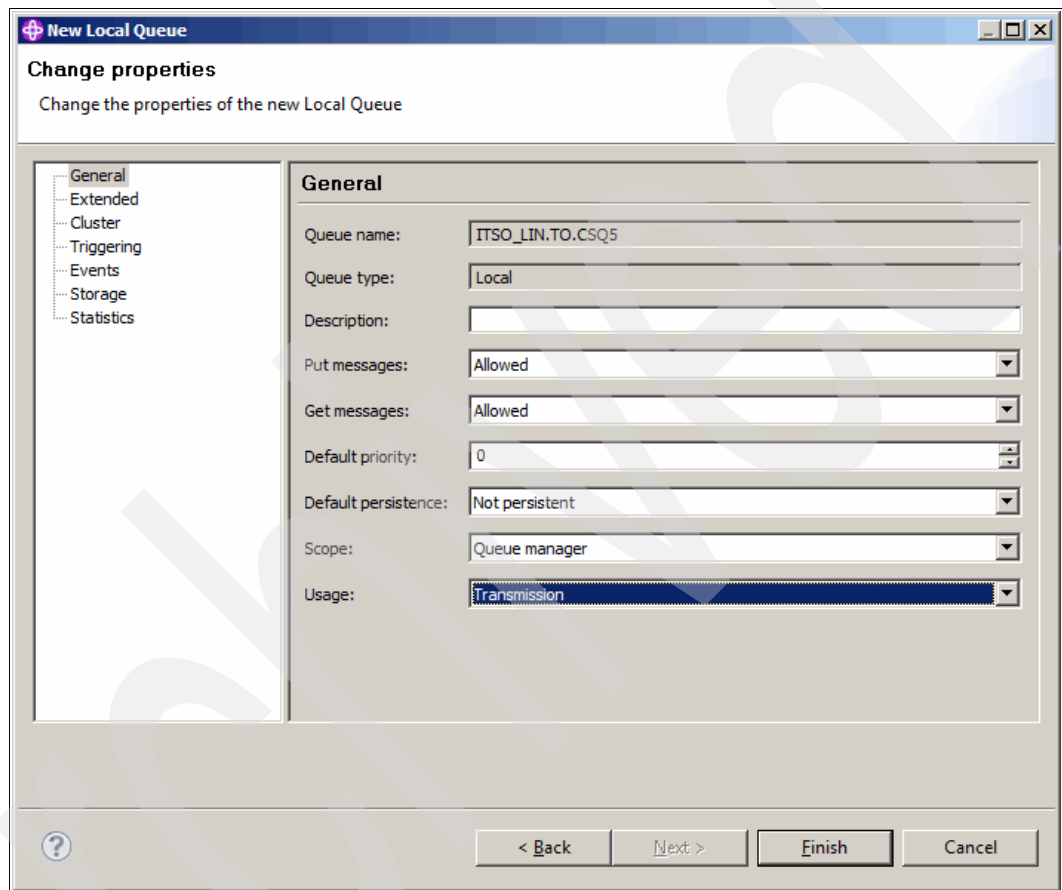 New Local Queue
Change properties
Change the properties of the new Local Queue
General
Extended
Cluster
Triggering
Events
Storage
Statistics
General
Queue name: ITSO_LIN.TO.CSQ5
Queue type: Local
Description:
Put messages: Allowed
Get messages: Allowed
Default priority: 0
Default persistence: Not persistent
Scope: Queue manager
Usage: Transmission
? < Back Next > Finish Cancel